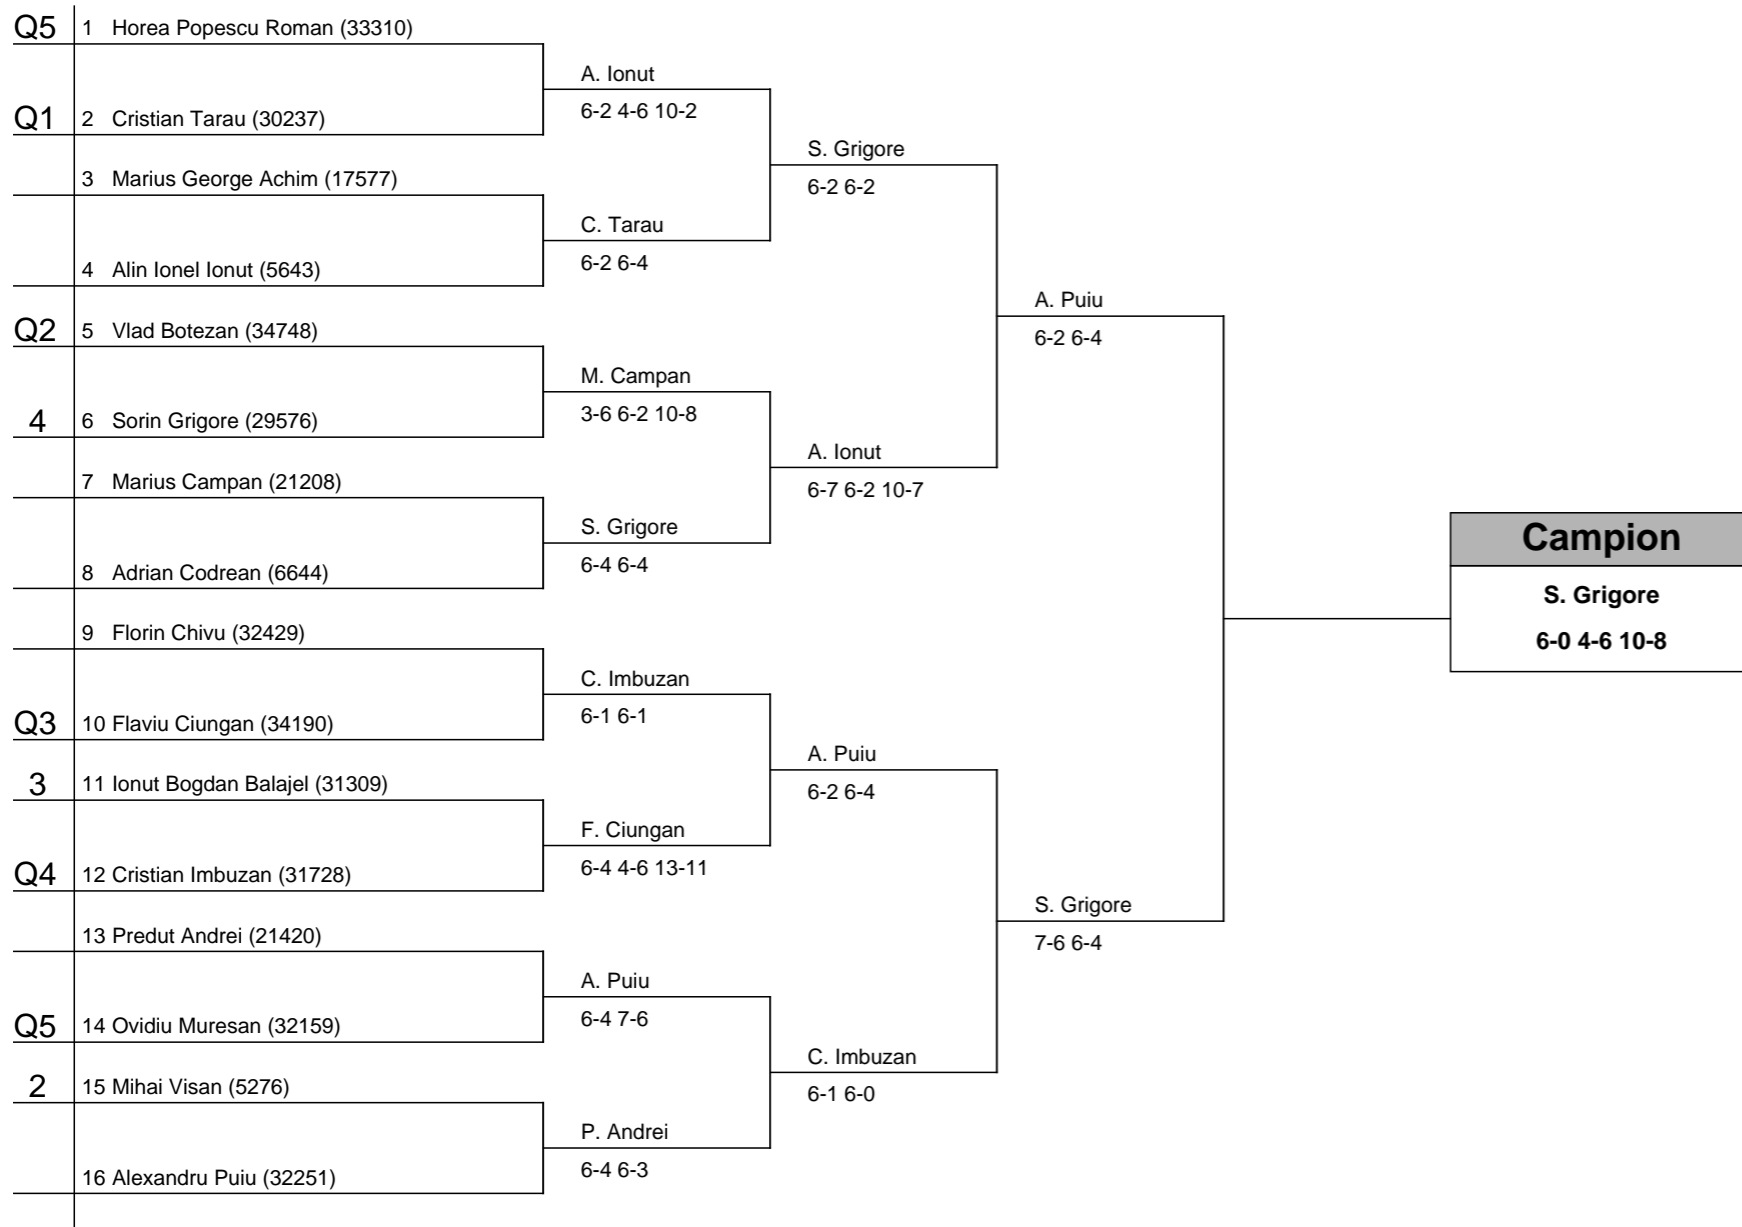 Q5 1 Horea Popescu Roman (33310)
A. Ionut
6-2 4-6 10-2
Q1 2 Cristian Tarau (30237)
S. Grigore
6-2 6-2
3 Marius George Achim (17577)
C. Tarau
6-2 6-4
4 Alin Ionel Ionut (5643)
A. Puiu
6-2 6-4
Q2 5 Vlad Botezan (34748)
M. Campan
3-6 6-2 10-8
4 6 Sorin Grigore (29576)
A. Ionut
6-7 6-2 10-7
7 Marius Campan (21208)
S. Grigore
6-4 6-4
8 Adrian Codrean (6644)
Campion
S. Grigore
6-0 4-6 10-8
9 Florin Chivu (32429)
C. Imbuzan
6-1 6-1
Q3 10 Flaviu Ciungan (34190)
A. Puiu
6-2 6-4
3 11 Ionut Bogdan Balajel (31309)
F. Ciungan
6-4 4-6 13-11
Q4 12 Cristian Imbuzan (31728)
S. Grigore
7-6 6-4
13 Predut Andrei (21420)
A. Puiu
6-4 7-6
Q5 14 Ovidiu Muresan (32159)
C. Imbuzan
6-1 6-0
2 15 Mihai Visan (5276)
P. Andrei
6-4 6-3
16 Alexandru Puiu (32251)